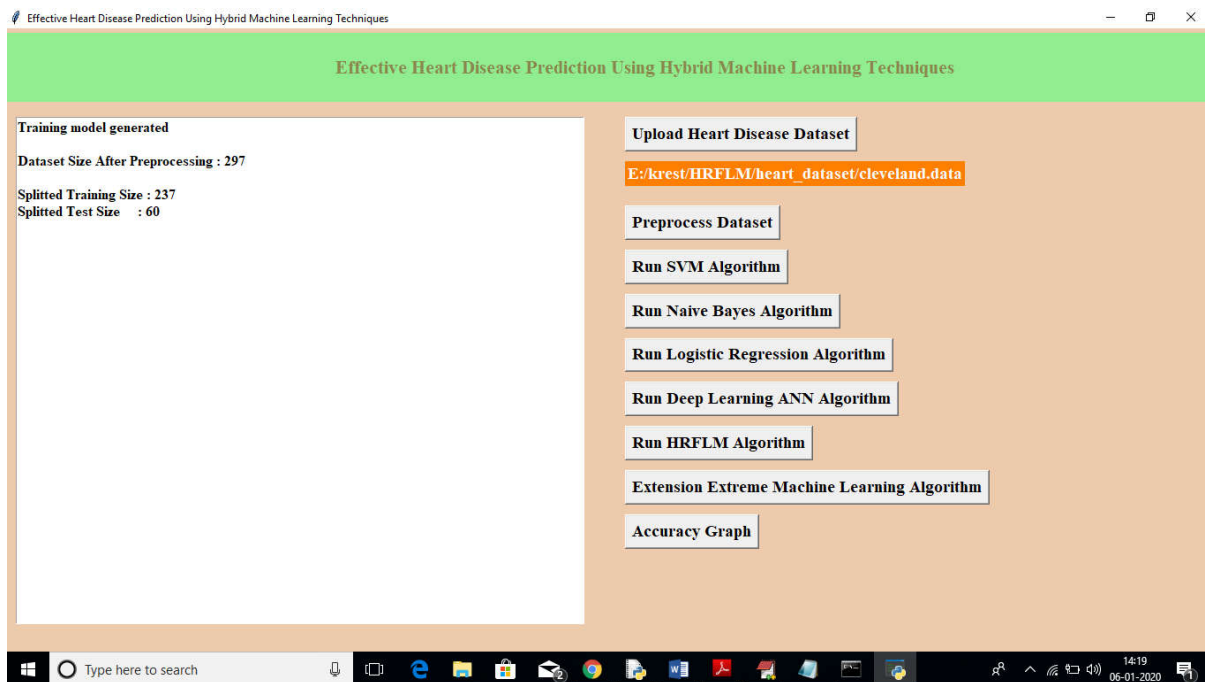 Effective Heart Disease Prediction Using Hybrid Machine Learning Techniques
Effective Heart Disease Prediction Using Hybrid Machine Learning Techniques
Training model generated
Dataset Size After Preprocessing : 297
Splitted Training Size : 237
Splitted Test Size : 60
Upload Heart Disease Dataset
E:/krest/HRFLM/heart_dataset/cleveland.data
Preprocess Dataset
Run SVM Algorithm
Run Naive Bayes Algorithm
Run Logistic Regression Algorithm
Run Deep Learning ANN Algorithm
Run HRFLM Algorithm
Extension Extreme Machine Learning Algorithm
Accuracy Graph
Type here to search
14:19
06-01-2020